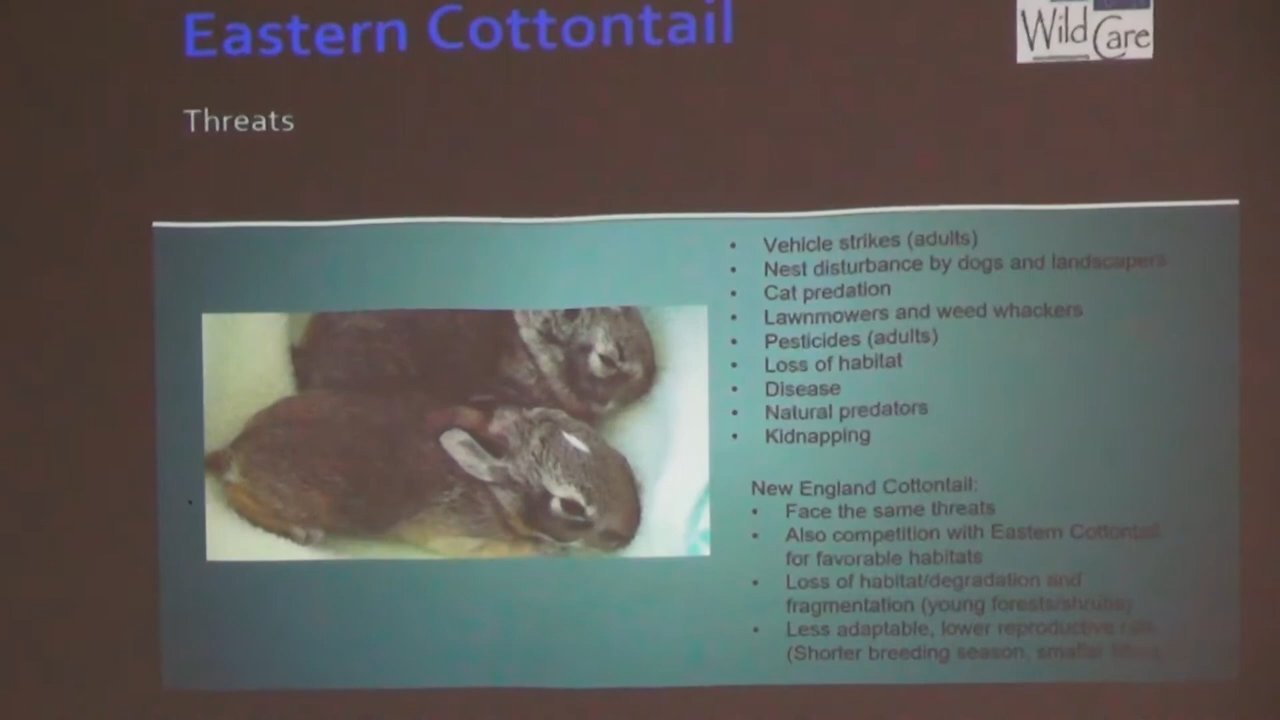 Eastern Cottontail
Wild Care
Threats
• Vehicle strikes (adults)
• Nest disturbance by dogs and landscapers
• Cat predation
• Lawnmowers and weed whackers
• Pesticides (adults)
• Loss of habitat
• Disease
• Natural predators
• Kidnapping
New England Cottontail:
• Face the same threats
• Also competition with Eastern Cottontail
for favorable habitats
• Loss of habitat/degradation and
fragmentation (young forests/shrubs)
• Less adaptable, lower reproductive rate
(Shorter breeding season, smaller